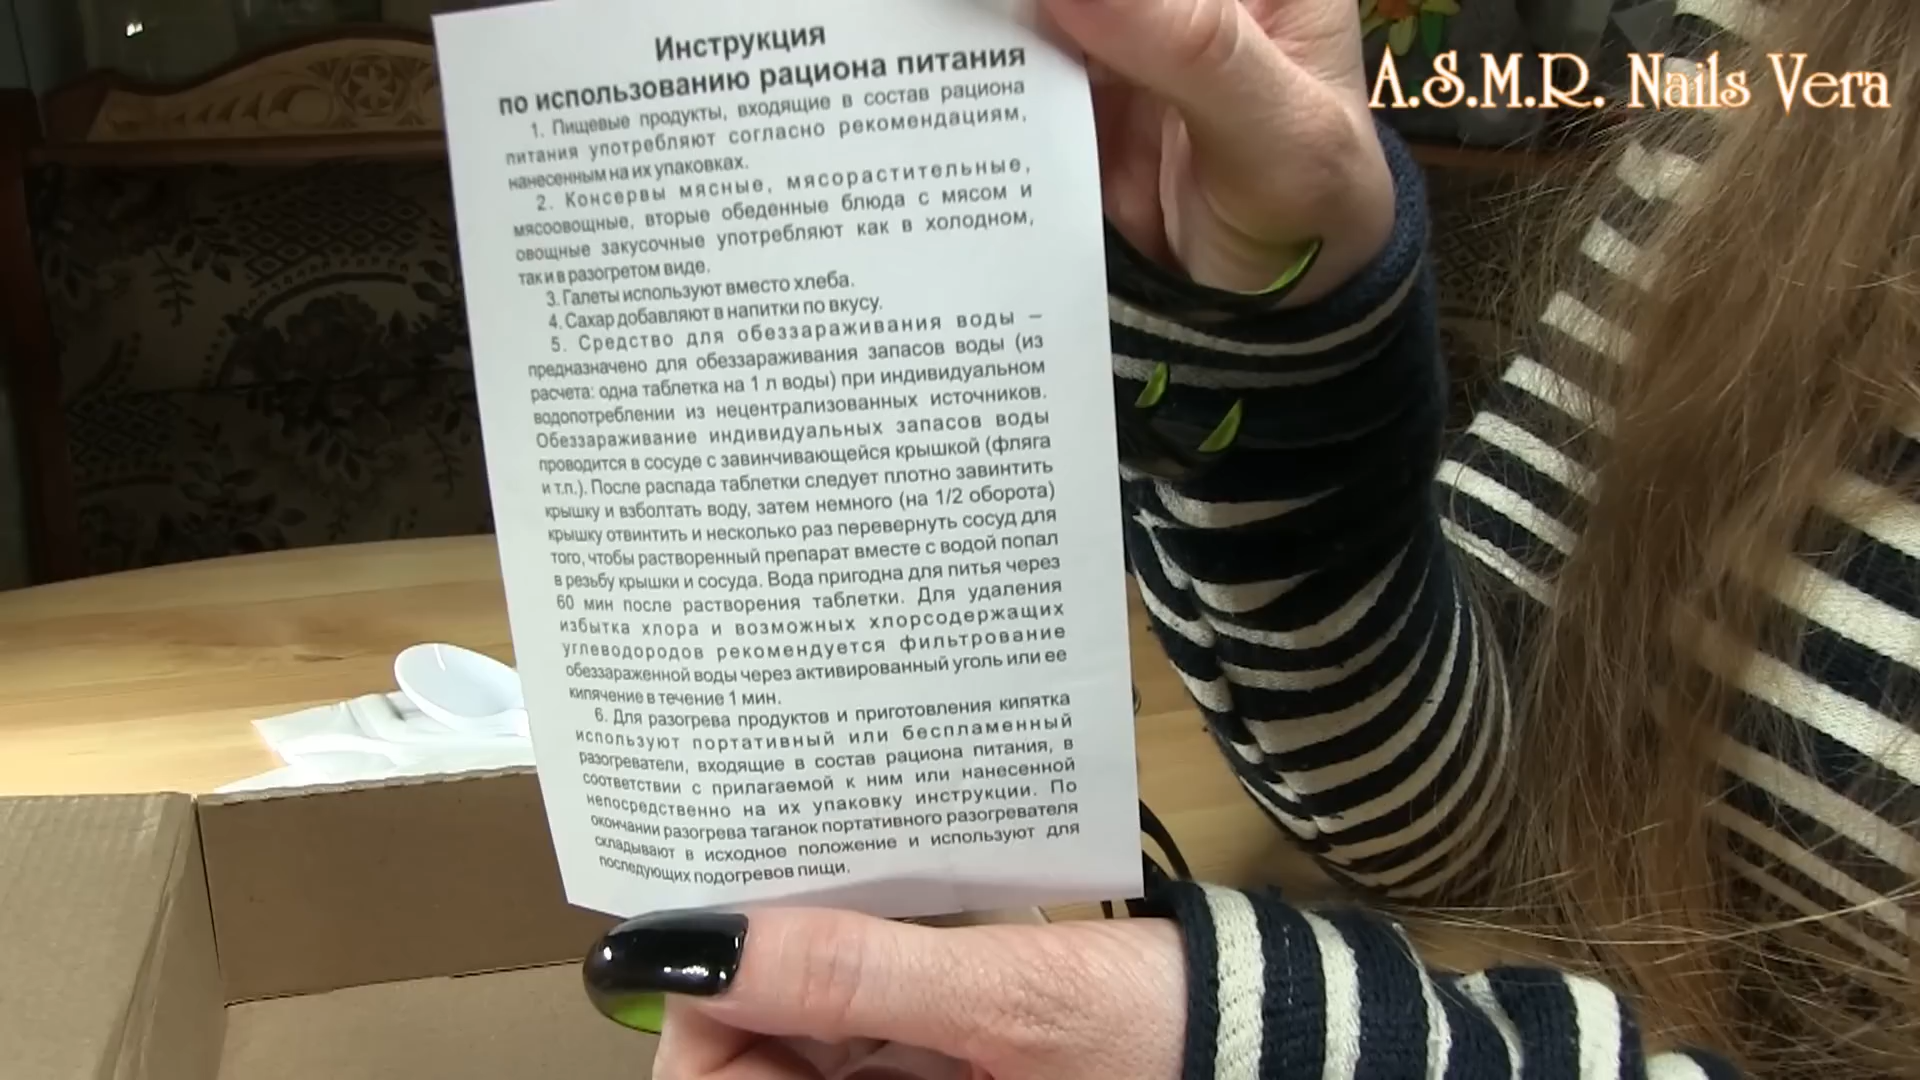 A.S.M.R. Nails Vera
Инструкция
по использованию рациона питания
1. Пищевые продукты, входящие в состав рациона
питания употребляют согласно рекомендациям,
нанесенным на их упаковках.
2. Консервы мясные, мясорастительные,
мясоовощные, вторые обеденные блюда с мясом и
овощные закусочные употребляют как в холодном,
так и в разогретом виде.
3. Галеты используют вместо хлеба.
4. Сахар добавляют в напитки по вкусу.
5. Средство для обеззараживания воды –
предназначено для обеззараживания запасов воды (из
расчета: одна таблетка на 1 л воды) при индивидуальном
водопотреблении из нецентрализованных источников.
Обеззараживание индивидуальных запасов воды
проводится в сосуде с завинчивающейся крышкой (фляга
и т.п.). После распада таблетки следует плотно завинтить
крышку и взболтать воду, затем немного (на 1/2 оборота)
крышку отвинтить и несколько раз перевернуть сосуд для
того, чтобы растворенный препарат вместе с водой попал
в резьбу крышки и сосуда. Вода пригодна для питья через
60 мин после растворения таблетки. Для удаления
избытка хлора и возможных хлорсодержащих
углеводородов рекомендуется фильтрование
обеззараженной воды через активированный уголь или ее
кипячение в течение 1 мин.
6. Для разогрева продуктов и приготовления кипятка
используют портативный или беспламенный
разогреватели, входящие в состав рациона питания, в
соответствии с прилагаемой к ним или нанесенной
непосредственно на их упаковку инструкции. По
окончании разогрева таганок портативного разогревателя
складывают в исходное положение и используют для
последующих подогревов пищи.